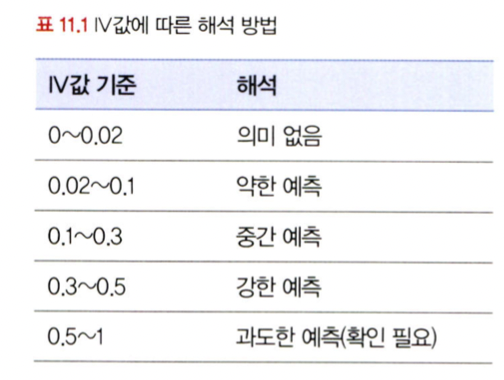 표 11.1 IV값에 따른 해석 방법
IV값 기준 해석
0~0.02 의미 없음
0.02~0.1 약한 예측
0.1~0.3 중간 예측
0.3~0.5 강한 예측
0.5~1 과도한 예측(확인 필요)